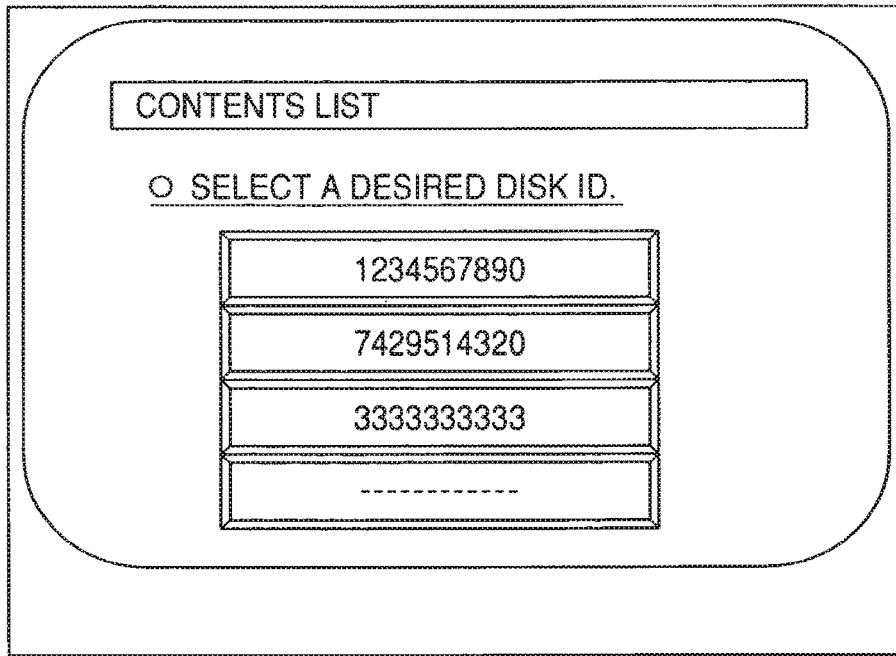 CONTENTS LIST
○ SELECT A DESIRED DISK ID.
1234567890
7429514320
3333333333
------------